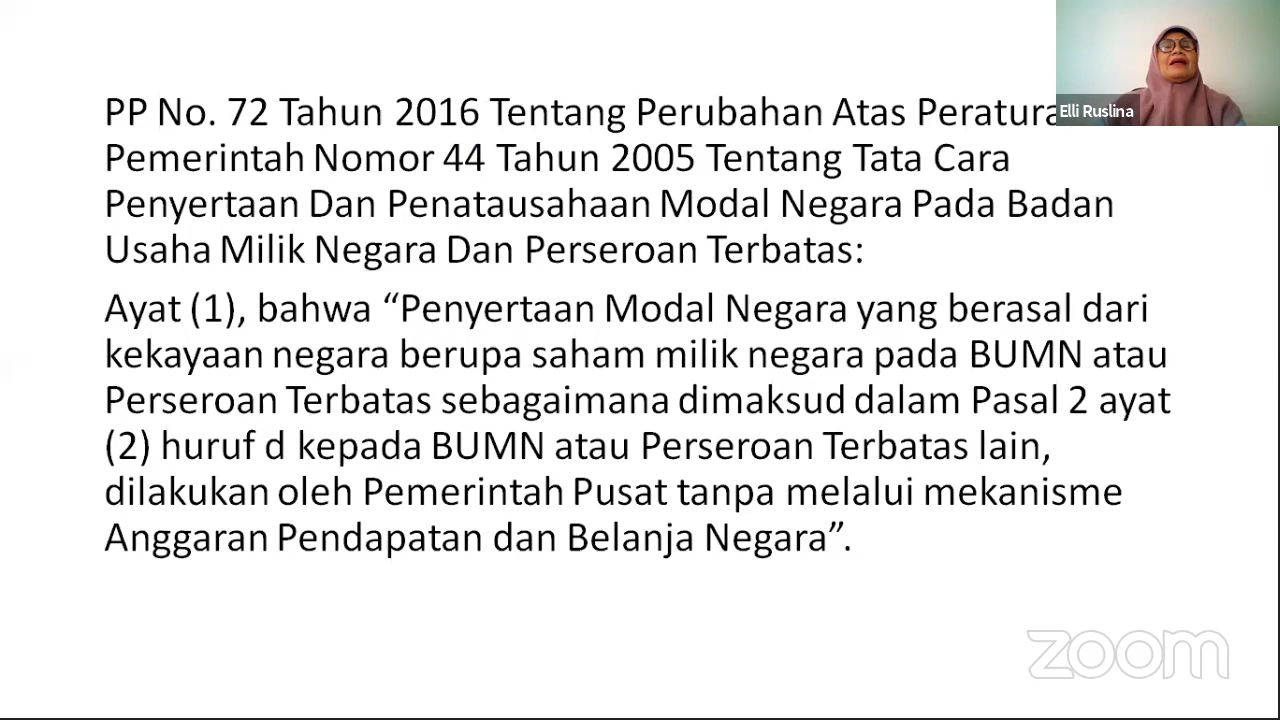 PP No. 72 Tahun 2016 Tentang Perubahan Atas Peratura
Pemerintah Nomor 44 Tahun 2005 Tentang Tata Cara
Penyertaan Dan Penatausahaan Modal Negara Pada Badan
Usaha Milik Negara Dan Perseroan Terbatas:
Ayat (1), bahwa “Penyertaan Modal Negara yang berasal dari
kekayaan negara berupa saham milik negara pada BUMN atau
Perseroan Terbatas sebagaimana dimaksud dalam Pasal 2 ayat
(2) huruf d kepada BUMN atau Perseroan Terbatas lain,
dilakukan oleh Pemerintah Pusat tanpa melalui mekanisme
Anggaran Pendapatan dan Belanja Negara”.
Elli Ruslina
zoom